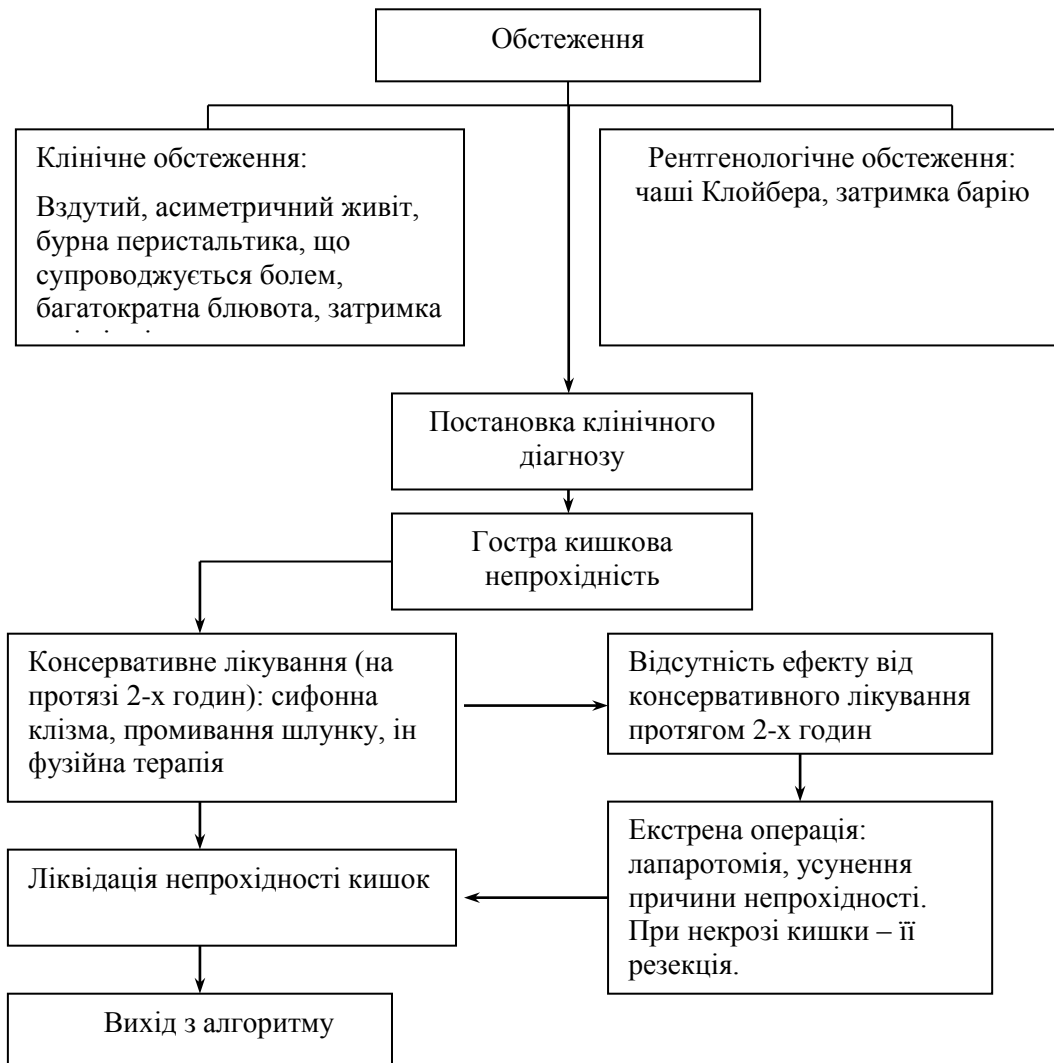 Обстеження
Клінічне обстеження:
Вздутий, асиметричний живіт,
бурна перистальтика, що
супроводжується болем,
багатократна блювота, затримка
Рентгенологічне обстеження:
чаші Клойбера, затримка барію
Постановка клінічного
діагнозу
Гостра кишкова
непрохідність
Консервативне лікування (на
протязі 2-х годин): сифонна
клізма, промивання шлунку, ін
фузійна терапія
Відсутність ефекту від
консервативного лікування
протягом 2-х годин
Ліквідація непрохідності кишок
Екстрена операція:
лапаротомія, усунення
причини непрохідності.
При некрозі кишки – її
резекція.
Вихід з алгоритму